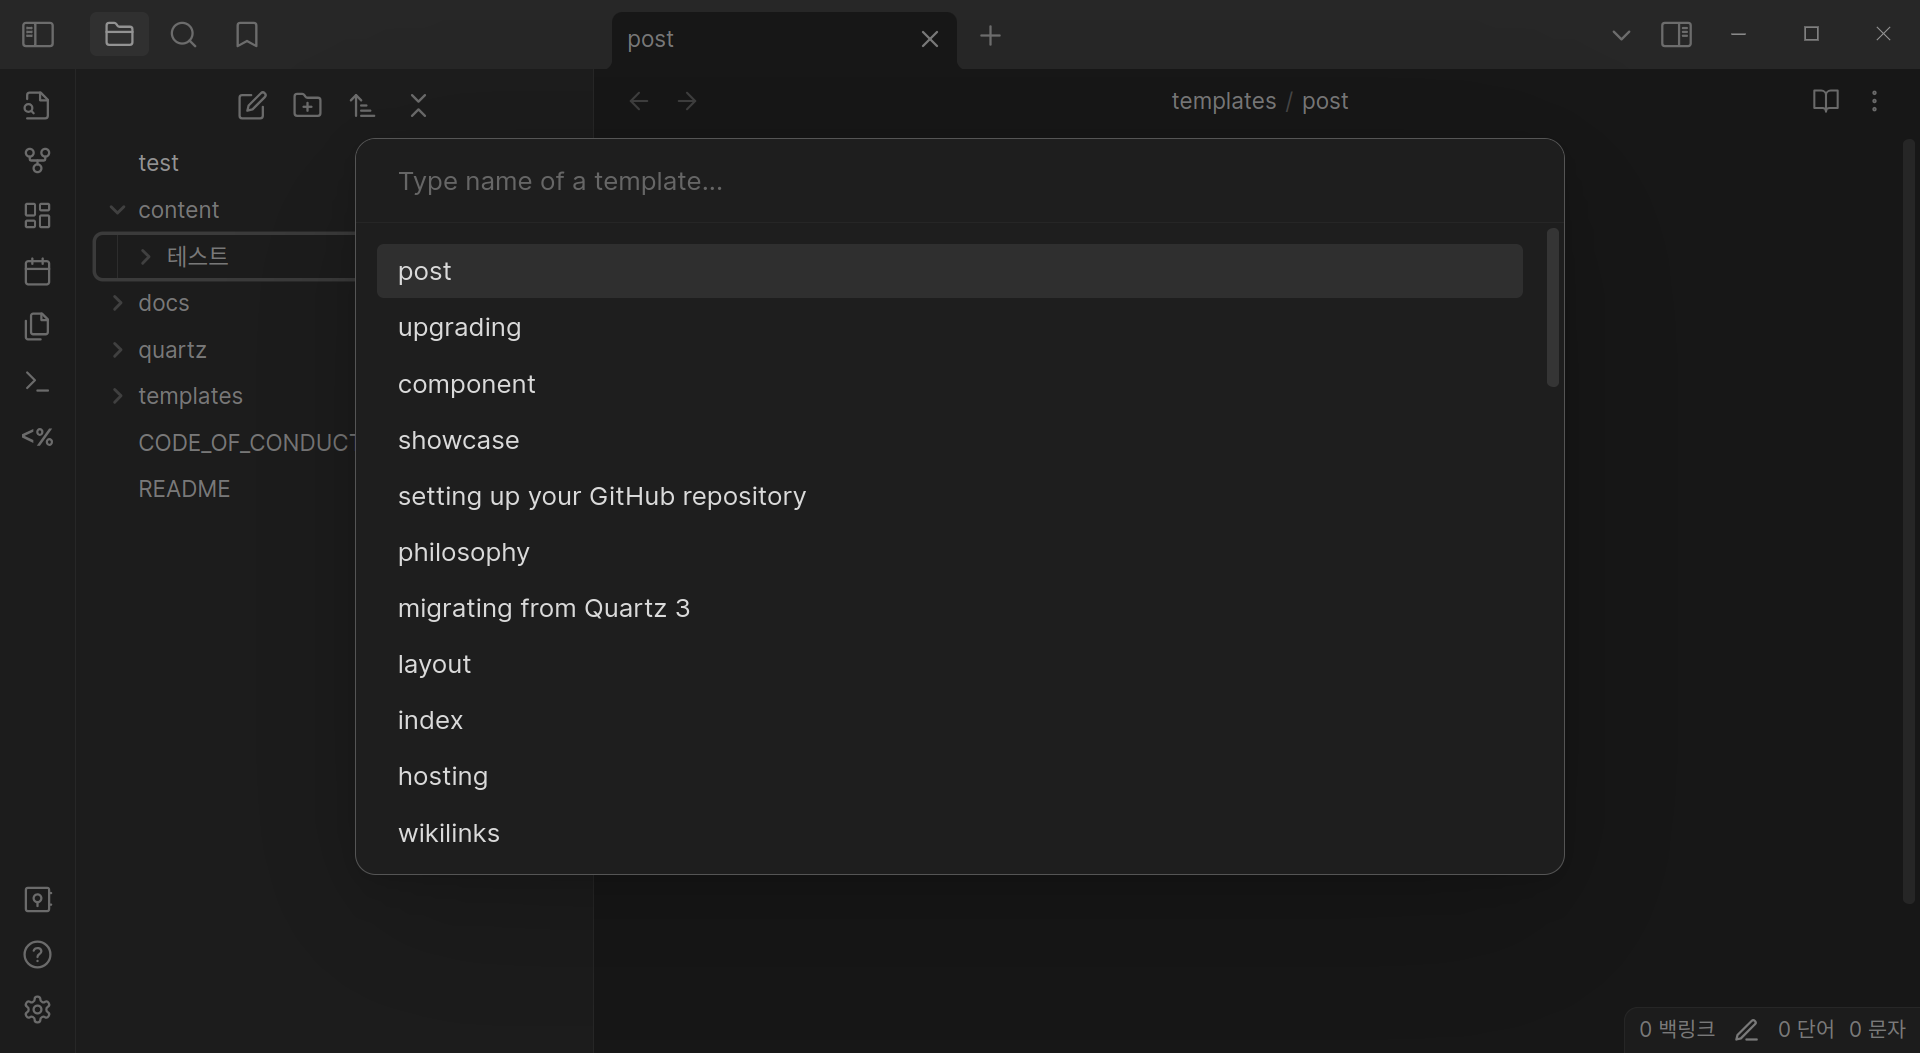 post
templates / post
test
content
테스트
docs
quartz
templates
CODE_OF_CONDUCT
README
<%
Type name of a template...
post
upgrading
component
showcase
setting up your GitHub repository
philosophy
migrating from Quartz 3
layout
index
hosting
wikilinks
0 백링크 0 단어 0 문자